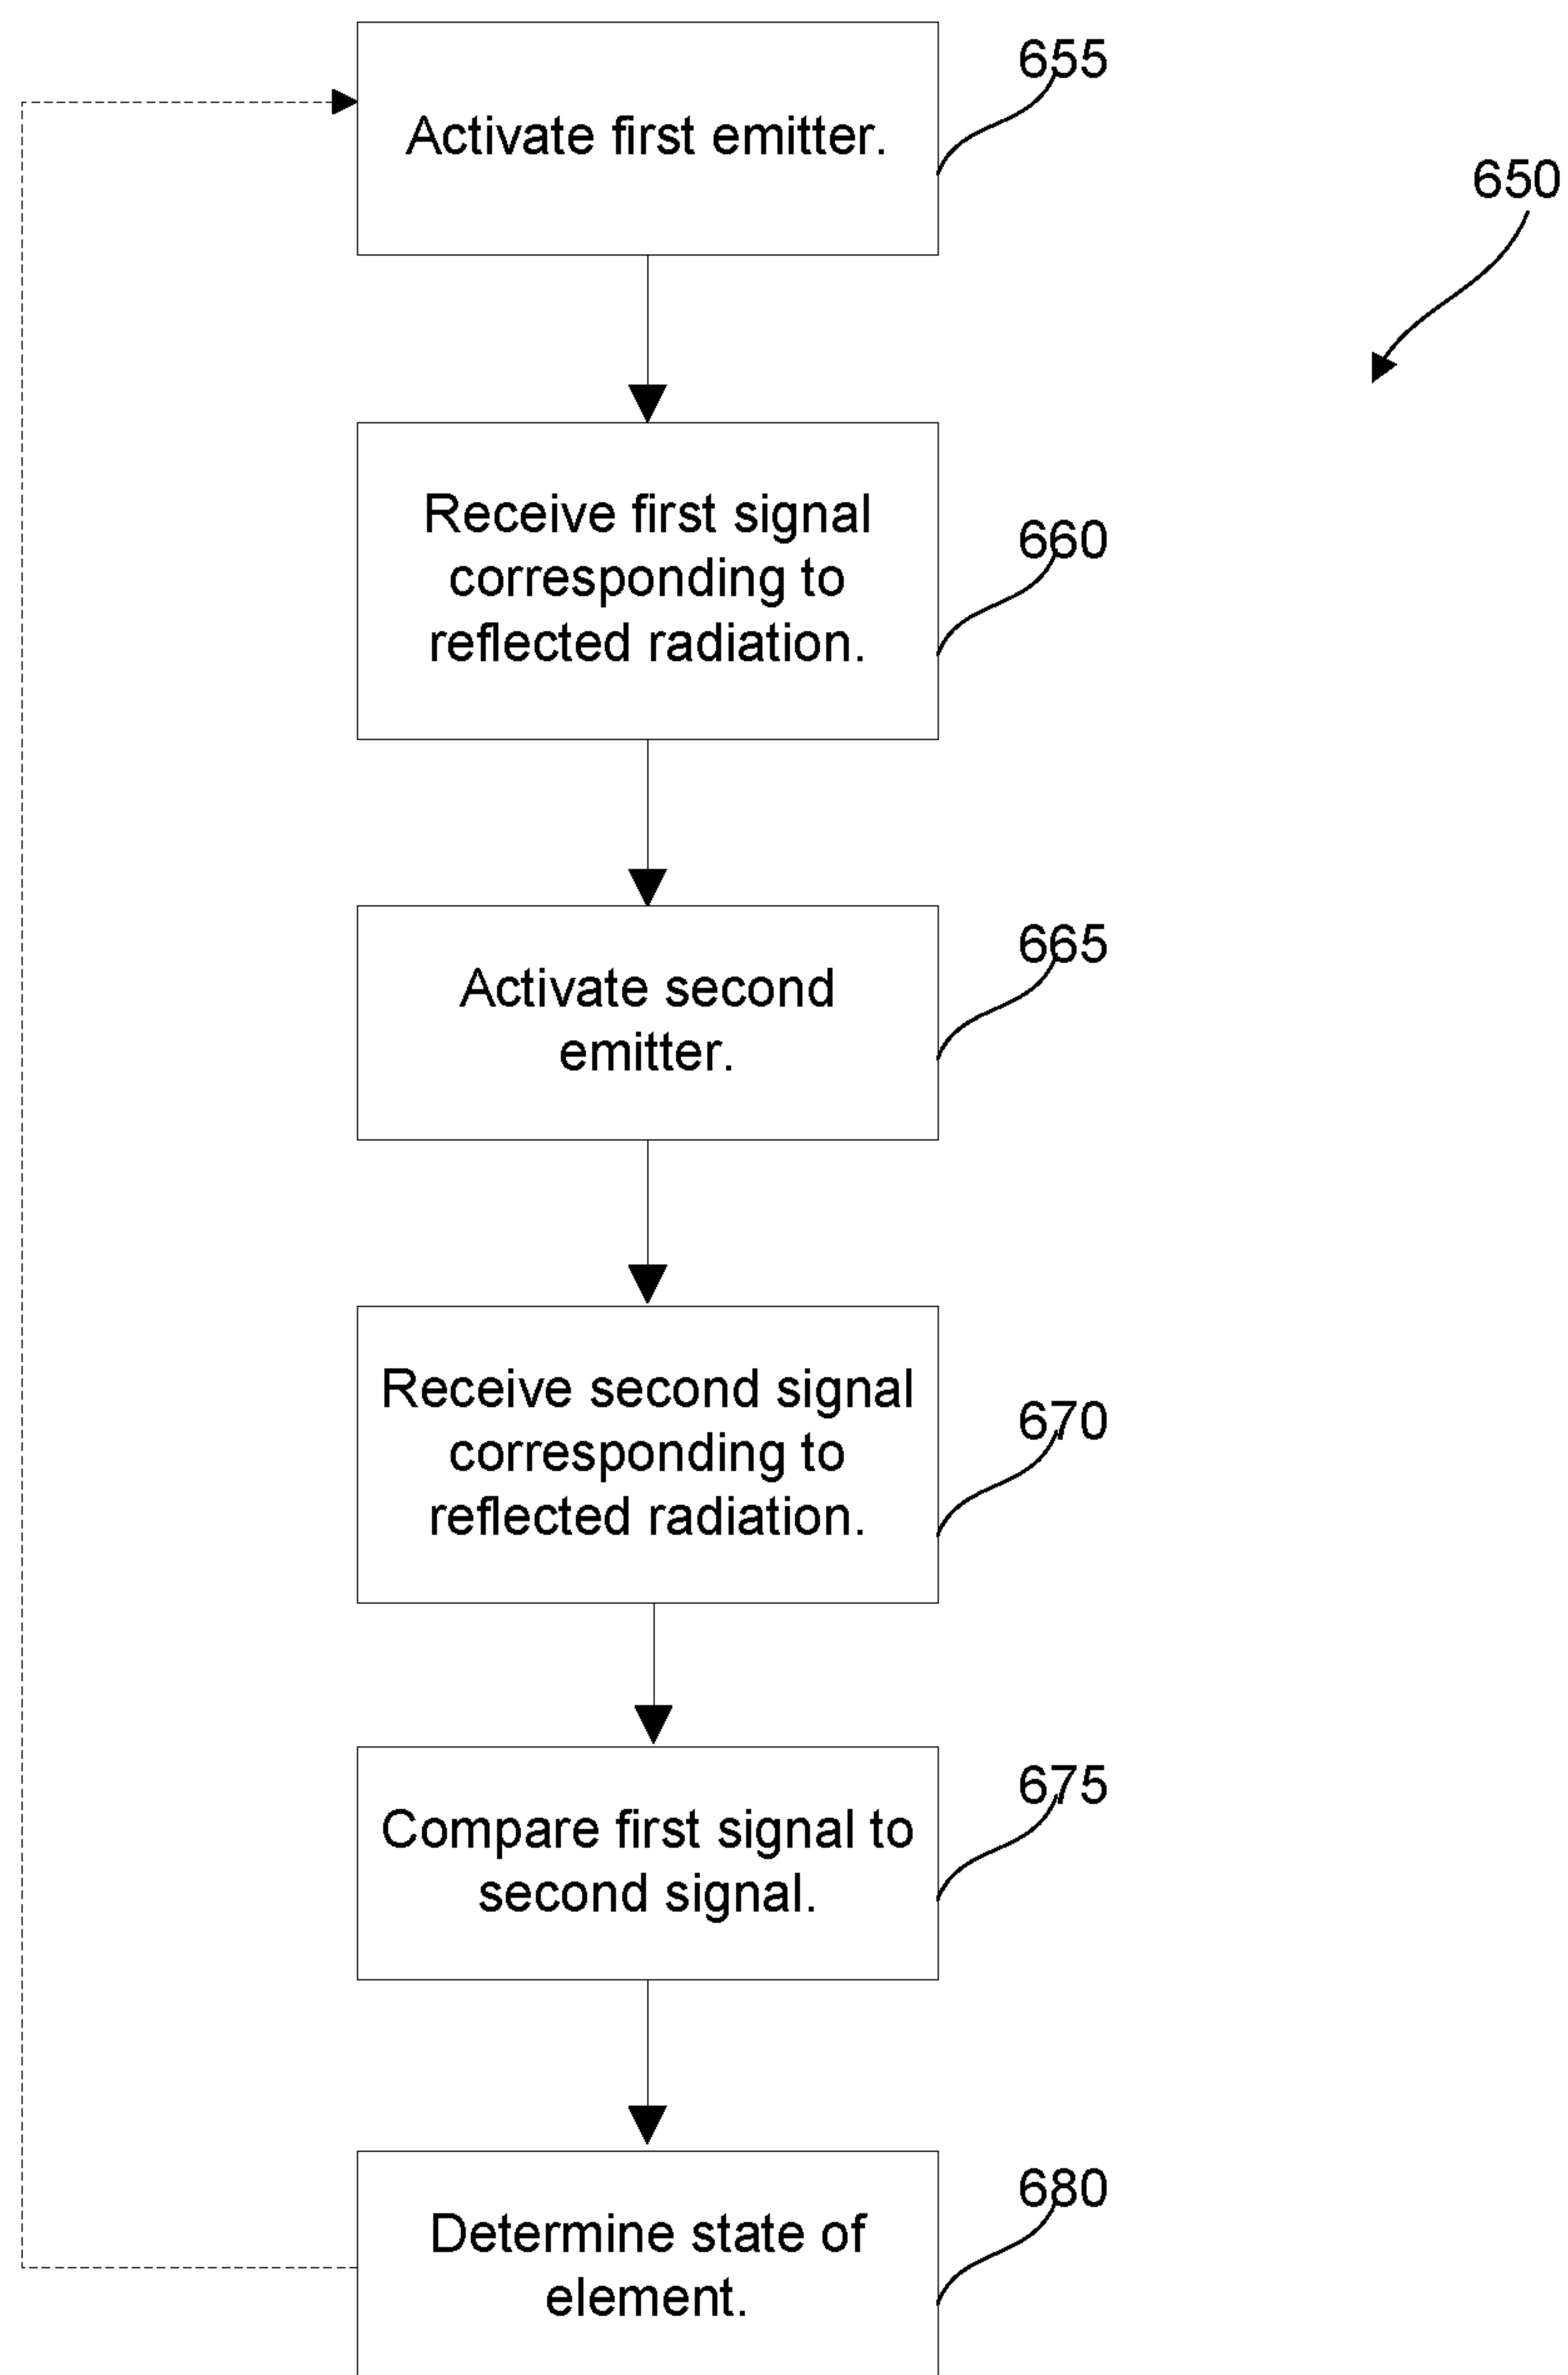 655
Activate first emitter.
650
Receive first signal
corresponding to
reflected radiation.
660
Activate second
emitter.
665
Receive second signal
corresponding to
reflected radiation.
670
Compare first signal to
second signal.
675
Determine state of
element.
680